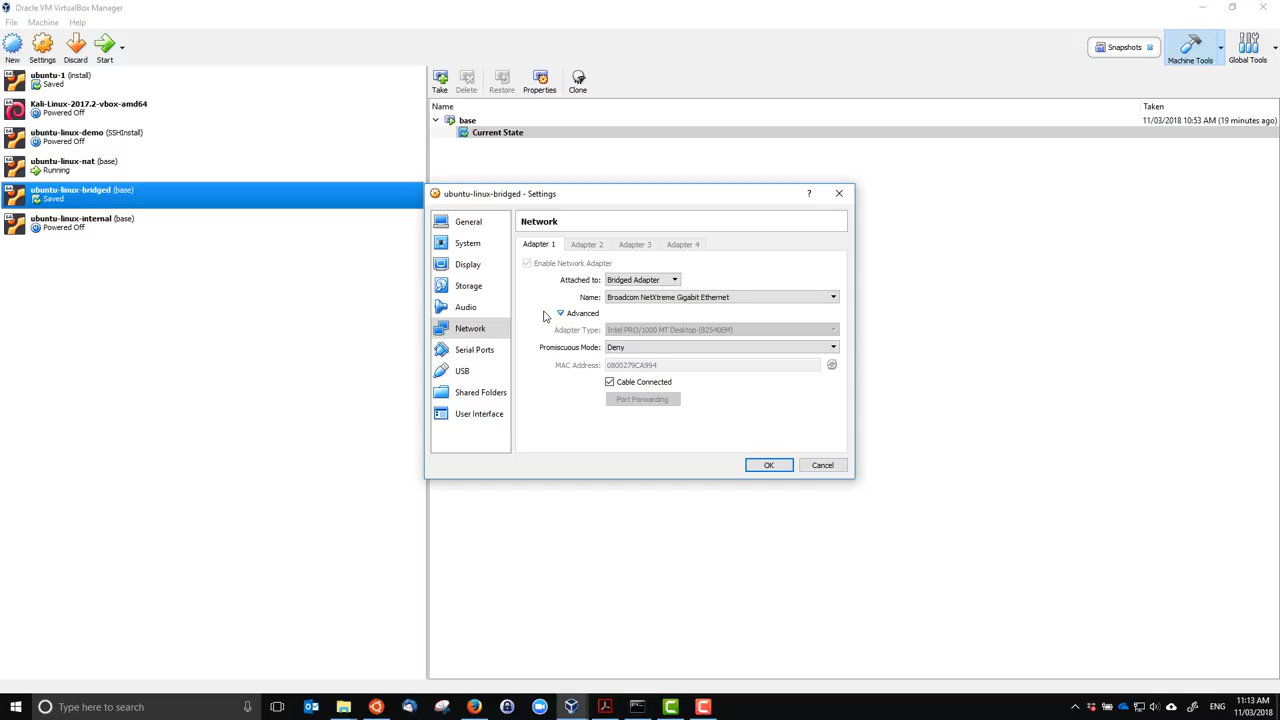 Oracle VM VirtualBox Manager
File Machine Help
New Settings Discard Start
Snapshots
Machine Tools Global Tools
ubuntu-1 (install)
Saved
Kali-Linux-2017.2-vbox-amd64
Powered Off
ubuntu-linux-demo (SSHInstall)
Powered Off
ubuntu-linux-nat (base)
Running
ubuntu-linux-bridged (base)
Saved
ubuntu-linux-internal (base)
Powered Off
Take Delete Restore Properties Clone
Name Taken
base 11/03/2018 10:53 AM (19 minutes ago)
Current State
ubuntu-linux-bridged - Settings
?
General
System
Display
Storage
Audio
Network
Serial Ports
USB
Shared Folders
User Interface
Network
Adapter 1 Adapter 2 Adapter 3 Adapter 4
Enable Network Adapter
Attached to: Bridged Adapter
Name: Broadcom NetXtreme Gigabit Ethernet
Advanced
Adapter Type: Intel PRO/1000 MT Desktop (82540EM)
Promiscuous Mode: Deny
MAC Address: 0800279CA994
Cable Connected
Port Forwarding
OK Cancel
Type here to search
ENG
11:13 AM
11/03/2018